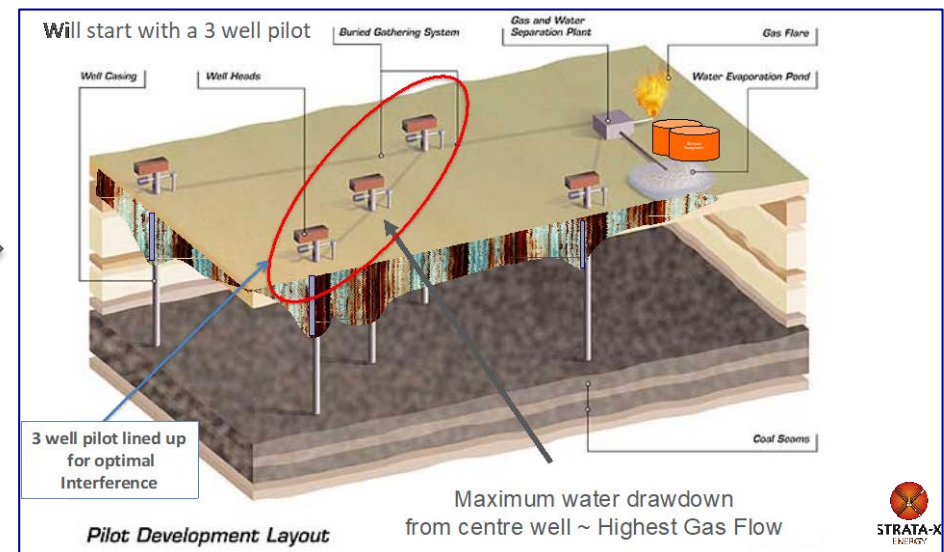 Will start with a 3 well pilot
Buried Gathering System
Gas and Water
Separation Plant
Gas Flare
Well Casing
Well Heads
Water Evaporation Pond
3 well pilot lined up
for optimal
Interference
Coal Seams
Maximum water drawdown
from centre well ~ Highest Gas Flow
Pilot Development Layout
STRATA-X
ENERGY